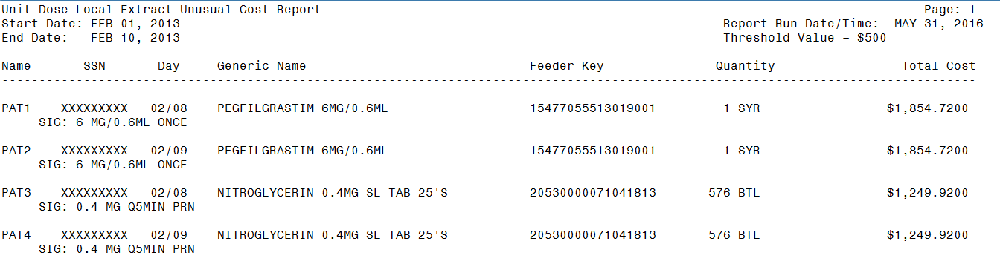 Unit Dose Local Extract Unusual Cost Report Page: 1
Start Date: FEB 01, 2013 Report Run Date/Time: MAY 31, 2016
End Date: FEB 10, 2013 Threshold Value = $500
Name SSN Day Generic Name Feeder Key Quantity Total Cost
PAT1 XXXXXXXXX 02/08 PEGFILGRASTIM 6MG/0.6ML 15477055513019001 1 SYR $1,854.7200
SIG: 6 MG/0.6ML ONCE
PAT2 XXXXXXXXX 02/09 PEGFILGRASTIM 6MG/0.6ML 15477055513019001 1 SYR $1,854.7200
SIG: 6 MG/0.6ML ONCE
PAT3 XXXXXXXXX 02/08 NITROGLYCERIN 0.4MG SL TAB 25'S 20530000071041813 576 BTL $1,249.9200
SIG: 0.4 MG Q5MIN PRN
PAT4 XXXXXXXXX 02/09 NITROGLYCERIN 0.4MG SL TAB 25'S 20530000071041813 576 BTL $1,249.9200
SIG: 0.4 MG Q5MIN PRN